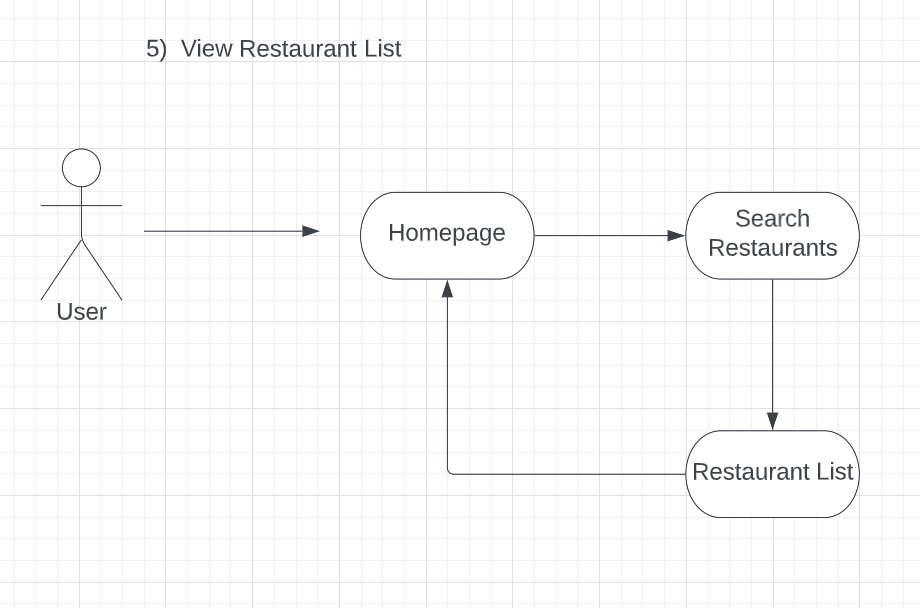 5)  View Restaurant List
User
Homepage
Search
Restaurants
Restaurant List